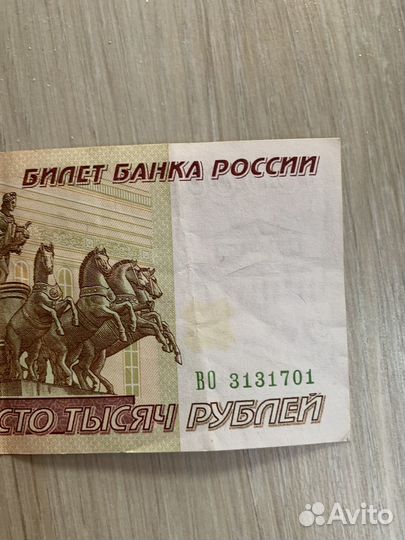 БИЛЕТ БАНКА РОССИИ
ВО 3131701
СТО ТЫСЯЧ РУБЛЕЙ
Avito